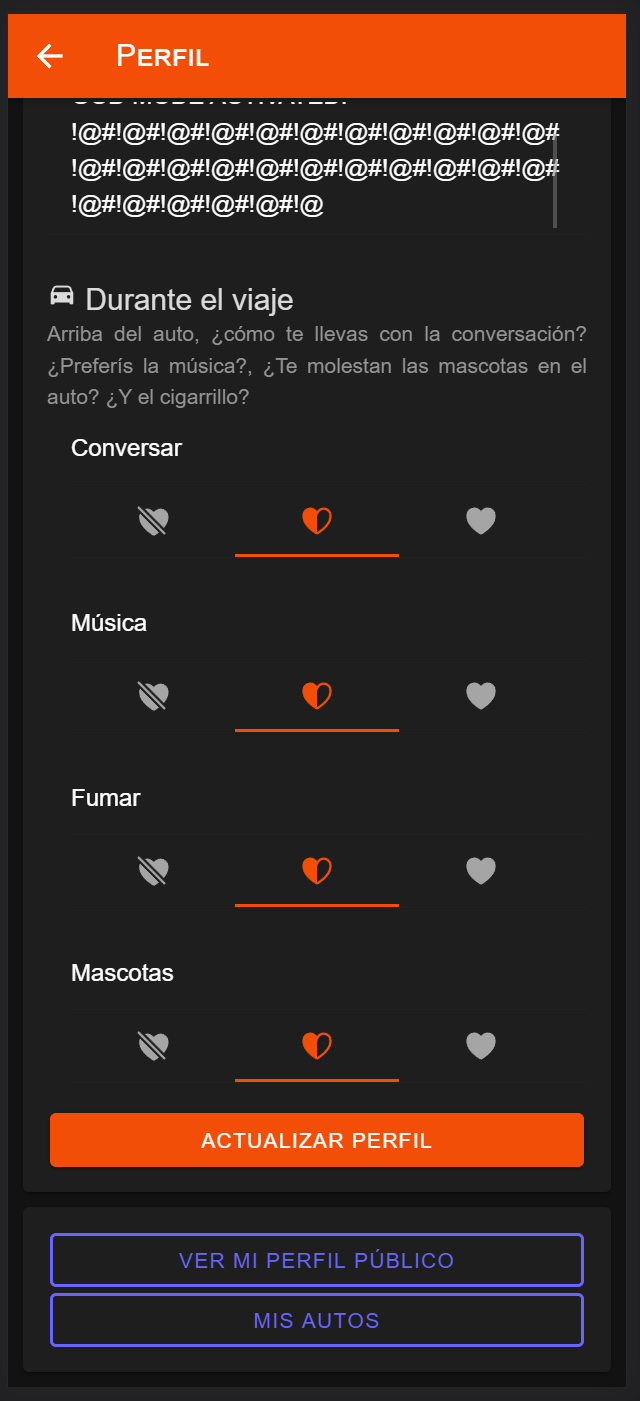 Perfil
!@#!@#!@#!@#!@#!@#!@#!@#!@#!@#!@#
!@#!@#!@#!@#!@#!@#!@#!@#!@#!@#!@#
!@#!@#!@#!@#!@#!@
Durante el viaje
Arriba del auto, ¿cómo te llevas con la conversación?
¿Preferís la música?, ¿Te molestan las mascotas en el
auto? ¿Y el cigarrillo?
Conversar
Música
Fumar
Mascotas
ACTUALIZAR PERFIL
VER MI PERFIL PÚBLICO
MIS AUTOS